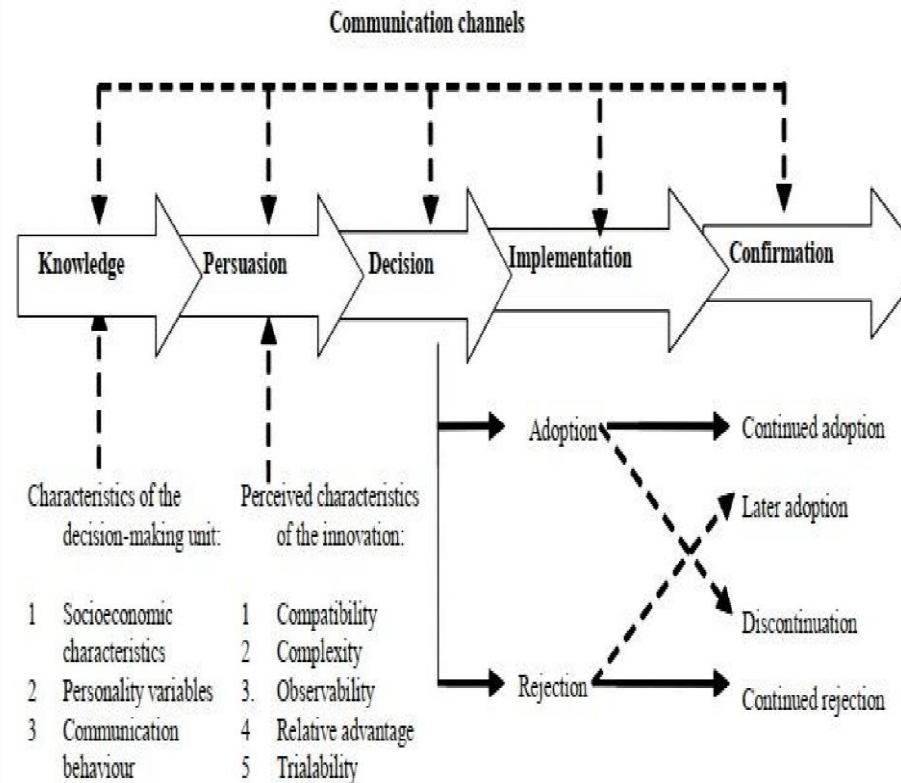 Communication channels
Knowledge
Persuasion
Decision
Implementation
Confirmation
Adoption
Continued adoption
Later adoption
Discontinuation
Rejection
Continued rejection
Characteristics of the
decision-making unit:
1 Socioeconomic
characteristics
2 Personality variables
3 Communication
behaviour
Perceived characteristics
of the innovation:
1 Compatibility
2 Complexity
3. Observability
4 Relative advantage
5 Trialability